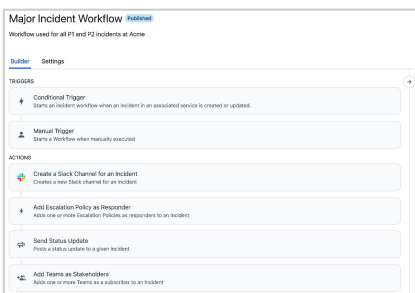 Major Incident Workflow Published
Workflow used for all P1 and P2 incidents at Acme
Builder Settings
TRIGGERS
Conditional Trigger
Starts an incident workflow when an incident in an associated service is created or updated.
Manual Trigger
Starts a Workflow when manually executed
ACTIONS
Create a Slack Channel for an Incident
Creates a new Slack channel for an incident
Add Escalation Policy as Responder
Adds one or more Escalation Policies as responders to an Incident
Send Status Update
Posts a status update to a given Incident
Add Teams as Stakeholders
Adds one or more Teams as a subscriber to an Incident